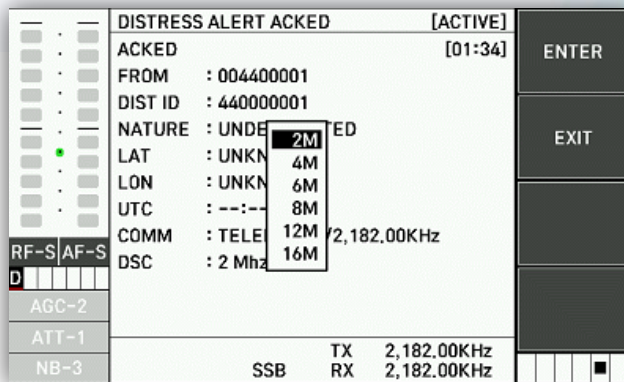 DISTRESS ALERT ACKED [ACTIVE]
ACKED [01:34]
FROM : 004400001
DIST ID : 440000001
NATURE : UNDE TED
LAT : UNKN
LON : UNKN
UTC : --:--
COMM : TELE /2,182.00KHz
DSC : 2 Mhz
2M
4M
6M
8M
12M
16M
ENTER
EXIT
RF-S AF-S
D
AGC-2
ATT-1
NB-3
TX 2,182.00KHz
SSB RX 2,182.00KHz